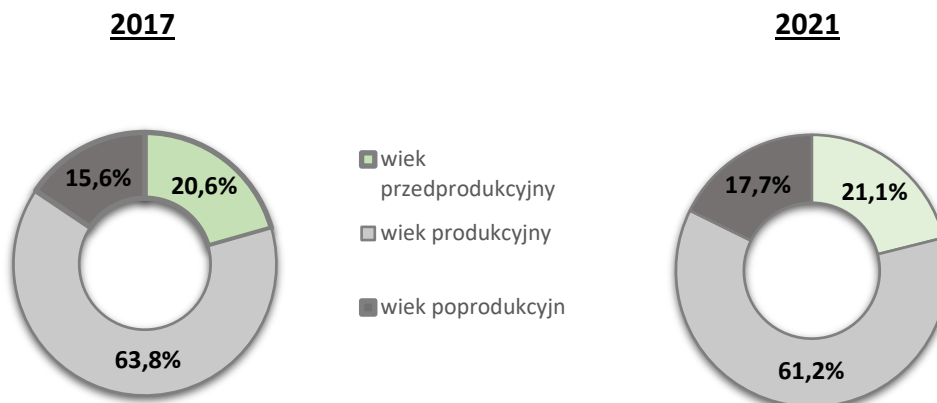 2017
2021
15,6%
20,6%
63,8%
wiek
przedprodukcyjny
wiek produkcyjny
wiek poprodukcyjn
17,7%
21,1%
61,2%